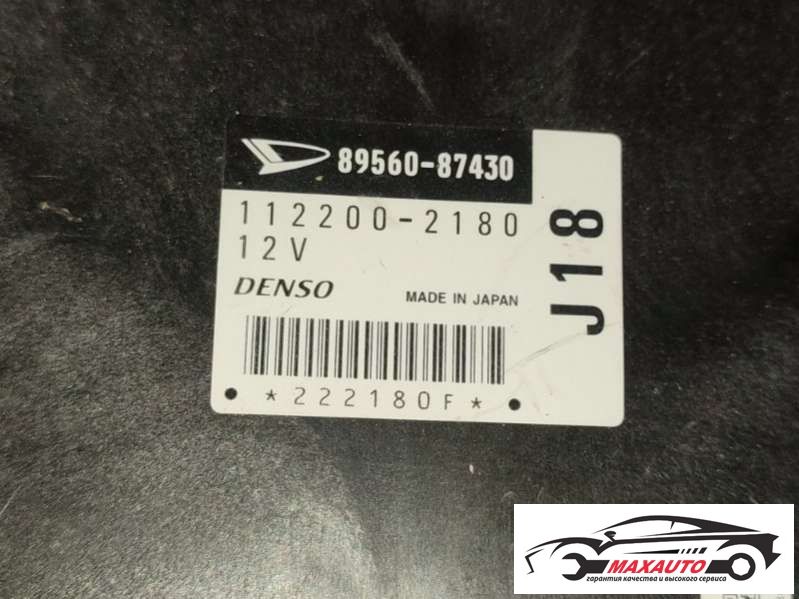 89560-87430
112200-2180
12V
DENSO
MADE IN JAPAN
J18
*222180F*
MAXAUTO
гарантия качества и высокого сервиса